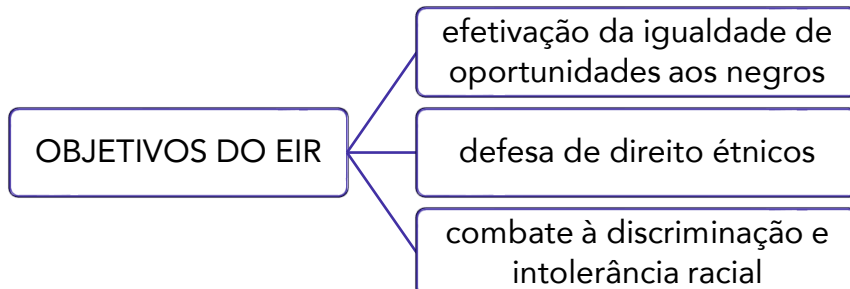 efetivação da igualdade de
oportunidades aos negros
OBJETIVOS DO EIR
defesa de direito étnicos
combate à discriminação e
intolerância racial